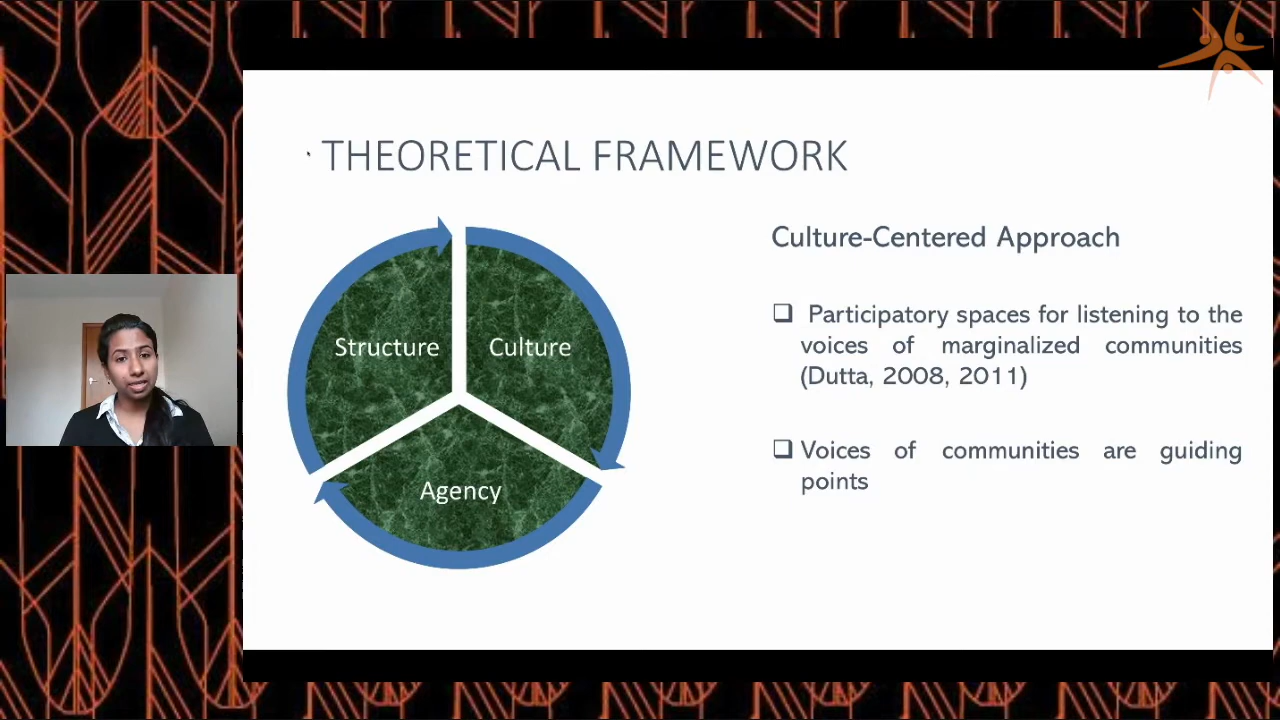 THEORETICAL FRAMEWORK
Structure
Culture
Agency
Culture-Centered Approach
❑ Participatory spaces for listening to the
voices of marginalized communities
(Dutta, 2008, 2011)
❑ Voices of communities are guiding
points